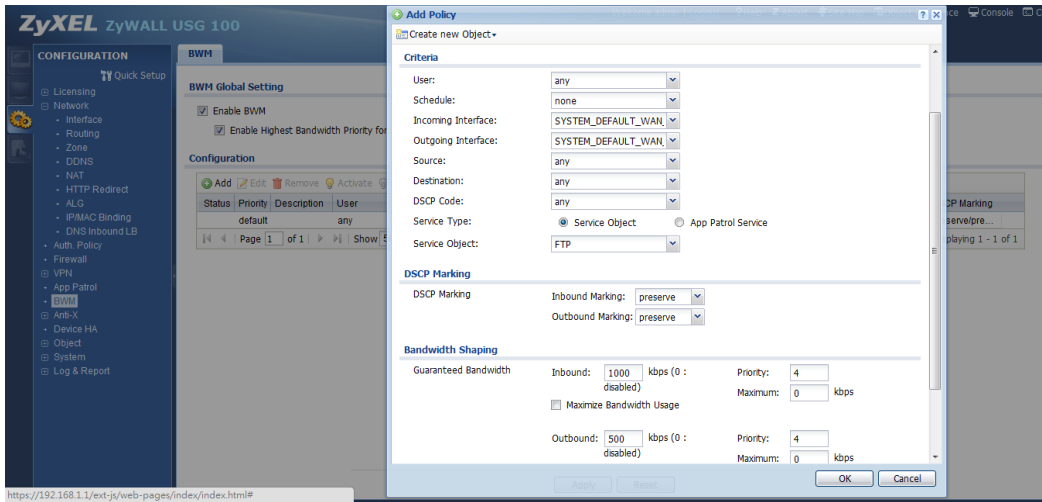 ZyXEL ZyWALL USG 100
Console
CONFIGURATION
Quick Setup
Licensing
Network
Interface
Routing
Zone
DDNS
NAT
HTTP Redirect
ALG
IP/MAC Binding
DNS Inbound LB
Auth. Policy
Firewall
VPN
App Patrol
BWM
Anti-X
Device HA
Object
System
Log & Report
BWM
BWM Global Setting
Enable BWM
Enable Highest Bandwidth Priority for
Configuration
Add Edit Remove Activate
Status Priority Description User
default any
Page 1 of 1 Show
CP Marking
serve/pre...
playing 1 - 1 of 1
Add Policy
Create new Object
Criteria
User: any
Schedule: none
Incoming Interface: SYSTEM_DEFAULT_WAN_
Outgoing Interface: SYSTEM_DEFAULT_WAN_
Source: any
Destination: any
DSCP Code: any
Service Type: Service Object App Patrol Service
Service Object: FTP
DSCP Marking
DSCP Marking Inbound Marking: preserve
Outbound Marking: preserve
Bandwidth Shaping
Guaranteed Bandwidth Inbound: 1000 kbps (0 : Priority: 4
disabled) Maximum: 0 kbps
Maximize Bandwidth Usage
Outbound: 500 kbps (0 : Priority: 4
disabled) Maximum: 0 kbps
OK Cancel
Apply Reset
https://192.168.1.1/ext-js/web-pages/index/index.html#